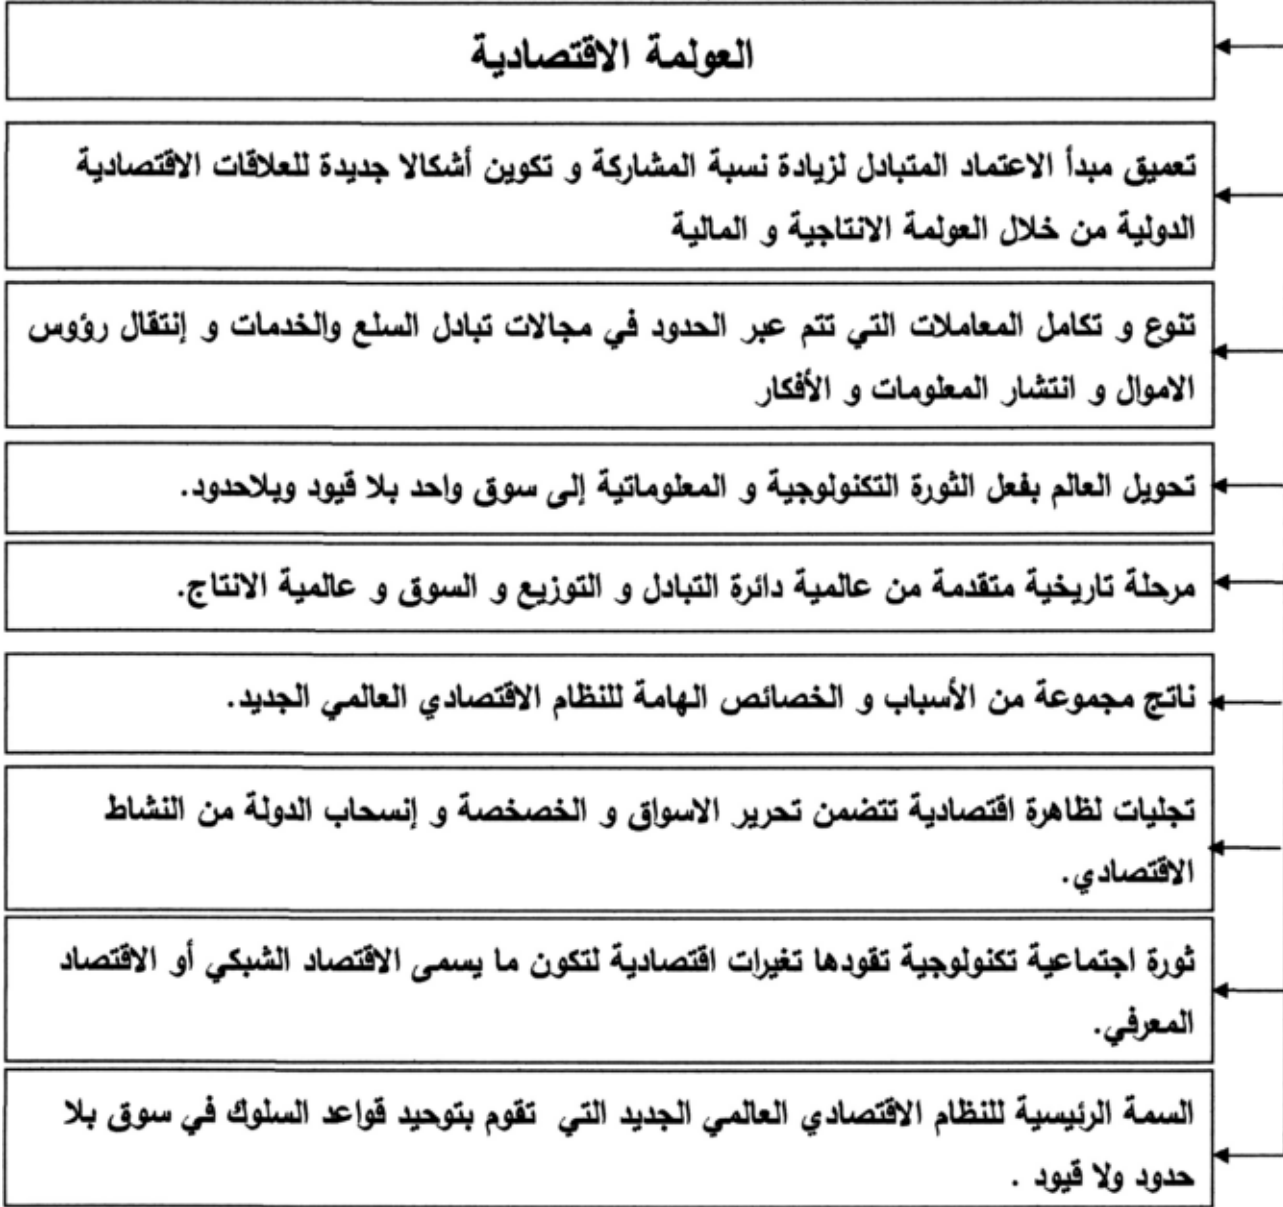 العولمة الاقتصادية
تعميق مبدأ الاعتماد المتبادل لزيادة نسبة المشاركة و تكوين أشكالا جديدة للعلاقات الاقتصادية
الدولية من خلال العولمة الانتاجية و المالية
تنوع و تكامل المعاملات التي تتم عبر الحدود في مجالات تبادل السلع والخدمات و إنتقال رؤوس
الاموال و انتشار المعلومات و الأفكار
تحويل العالم بفعل الثورة التكنولوجية و المعلوماتية إلى سوق واحد بلا قيود وبلاحدود.
مرحلة تاريخية متقدمة من عالمية دائرة التبادل و التوزيع و السوق و عالمية الانتاج.
ناتج مجموعة من الأسباب و الخصائص الهامة للنظام الاقتصادي العالمي الجديد.
تجليات لظاهرة اقتصادية تتضمن تحرير الاسواق و الخصخصة و إنسحاب الدولة من النشاط
الاقتصادي.
ثورة اجتماعية تكنولوجية تقودها تغيرات اقتصادية لتكون ما يسمى الاقتصاد الشبكي أو الاقتصاد
المعرفي.
السمة الرئيسية للنظام الاقتصادي العالمي الجديد التي تقوم بتوحيد قواعد السلوك في سوق بلا
حدود ولا قيود .